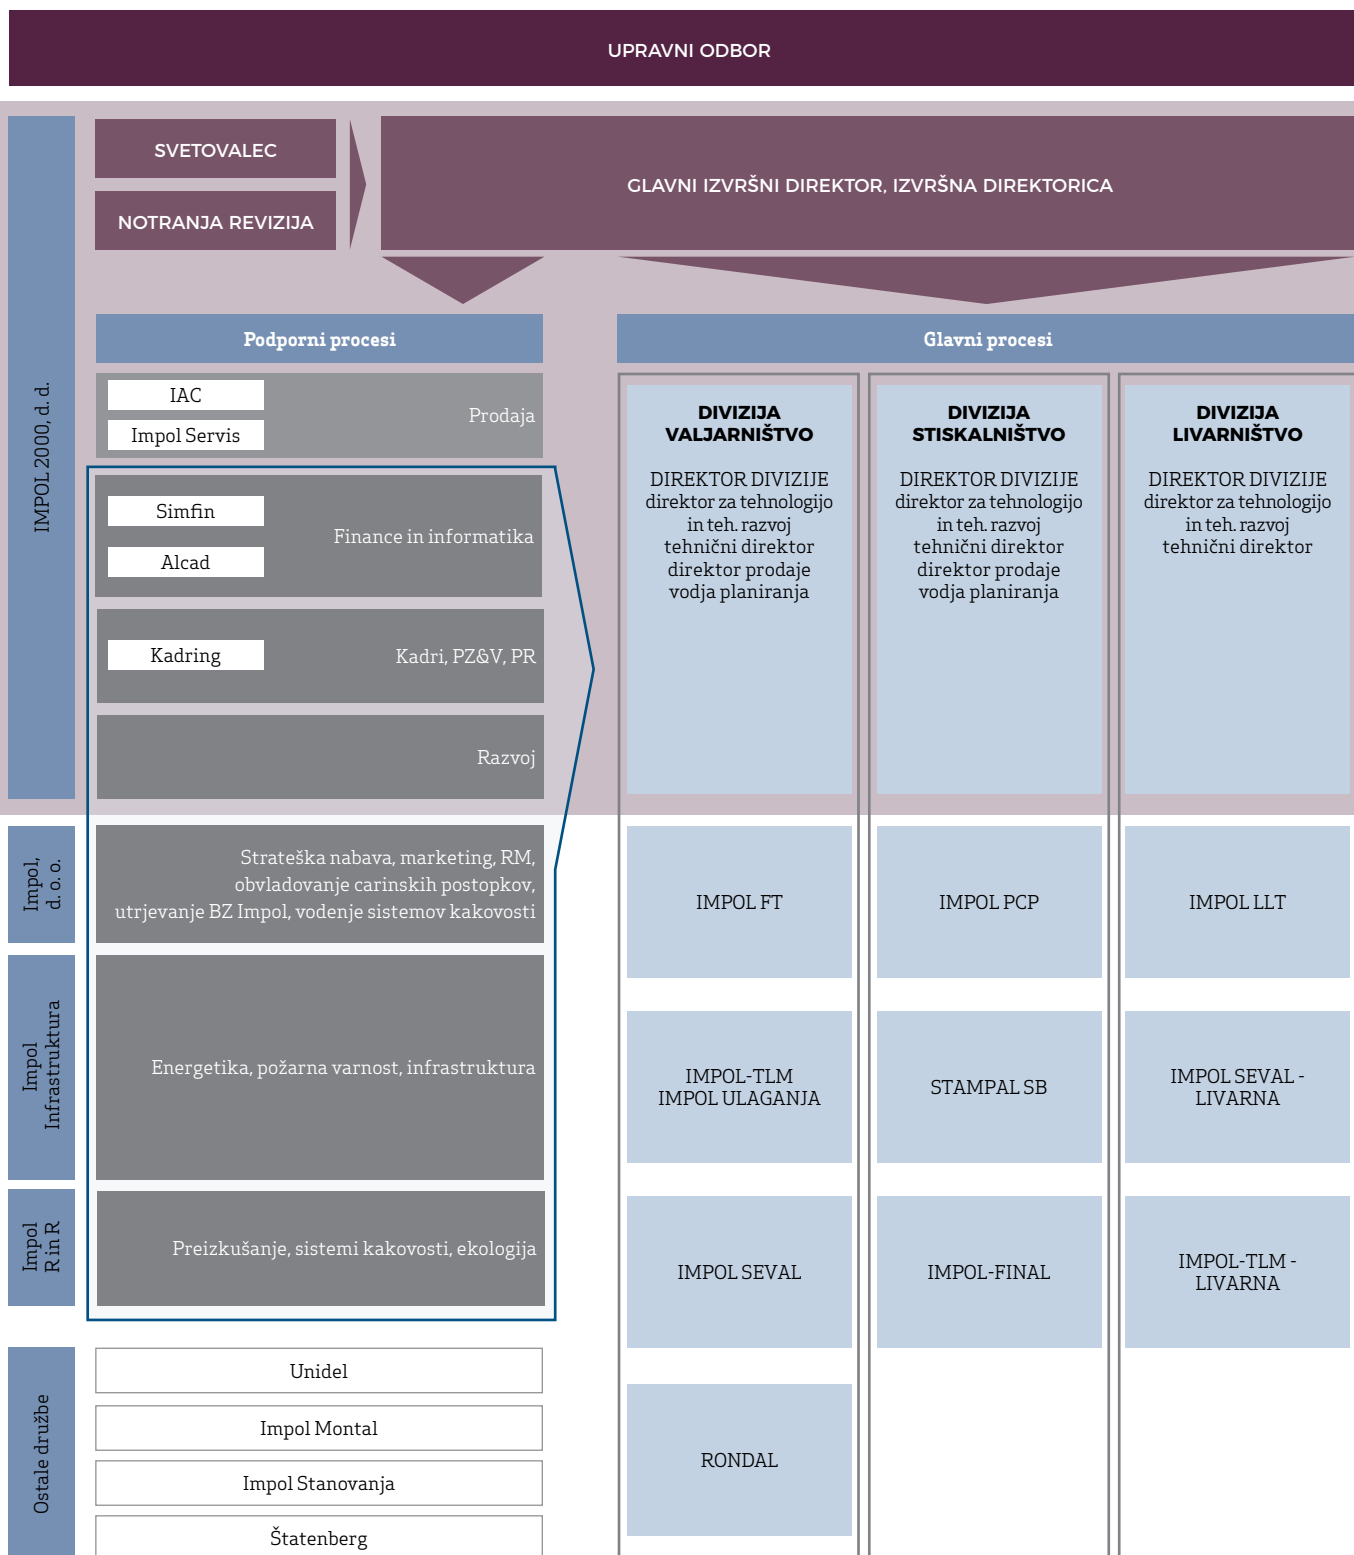 UPRAVNI ODBOR
SVETOVALEC
NOTRANJA REVIZIJA
GLAVNI IZVRŠNI DIREKTOR, IZVRŠNA DIREKTORICA
IMPOL 2000, d. d.
Podporni procesi
IAC
Impol Servis
Prodaja
Simfin
Alcad
Finance in informatika
Kadring
Kadri, PZ&V, PR
Razvoj
Impol,
d. o. o.
Strateška nabava, marketing, RM,
obvladovanje carinskih postopkov,
utrjevanje BZ Impol, vodenje sistemov kakovosti
Impol
Infrastruktura
Energetika, požarna varnost, infrastruktura
Impol
R in R
Preizkušanje, sistemi kakovosti, ekologija
Ostale družbe
Unidel
Impol Montal
Impol Stanovanja
Štatenberg
Glavni procesi
DIVIZIJA
VALJARNIŠTVO
DIREKTOR DIVIZIJE
direktor za tehnologijo
in teh. razvoj
tehnični direktor
direktor prodaje
vodja planiranja
IMPOL FT
IMPOL-TLM
IMPOL ULAGANJA
IMPOL SEVAL
RONDAL
DIVIZIJA
STISKALNIŠTVO
DIREKTOR DIVIZIJE
direktor za tehnologijo
in teh. razvoj
tehnični direktor
direktor prodaje
vodja planiranja
IMPOL PCP
STAMPAL SB
IMPOL-FINAL
DIVIZIJA
LIVARNIŠTVO
DIREKTOR DIVIZIJE
direktor za tehnologijo
in teh. razvoj
tehnični direktor
IMPOL LLT
IMPOL SEVAL -
LIVARNA
IMPOL-TLM -
LIVARNA